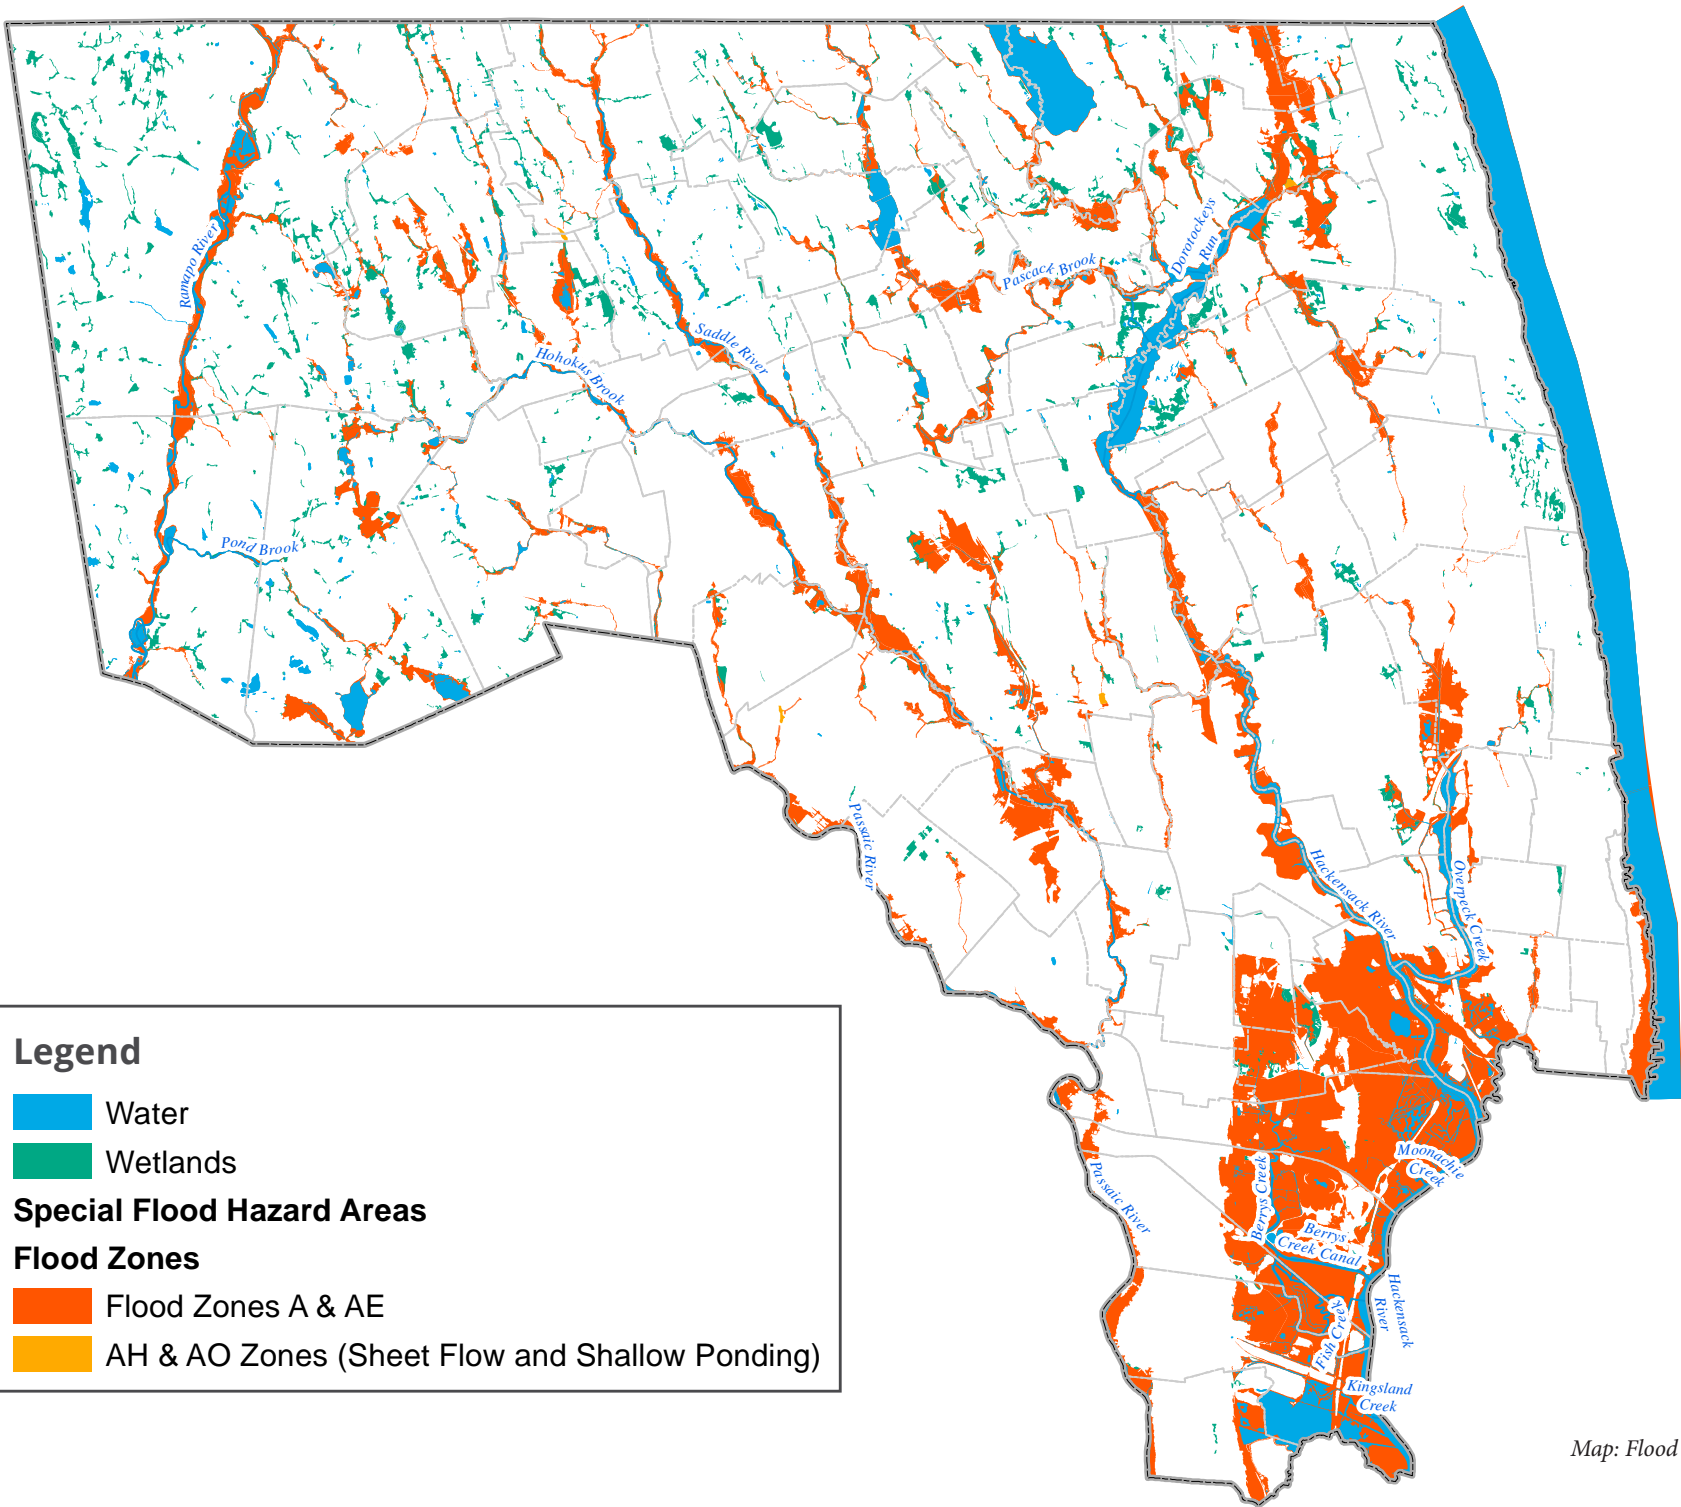 Ramapo River
Dorotockeys
Run
Pascack Brook
Saddle River
Hohokus Brook
Pond Brook
Passaic River
Hackensack River
Overpeck Creek
Legend
Water
Wetlands
Special Flood Hazard Areas
Flood Zones
Flood Zones A & AE
AH & AO Zones (Sheet Flow and Shallow Ponding)
Moonachie
Creek
Passaic River
Berrys Creek
Berrys
Creek Canal
Hackensack
River
Fish Creek
Kingsland
Creek
Map: Flood